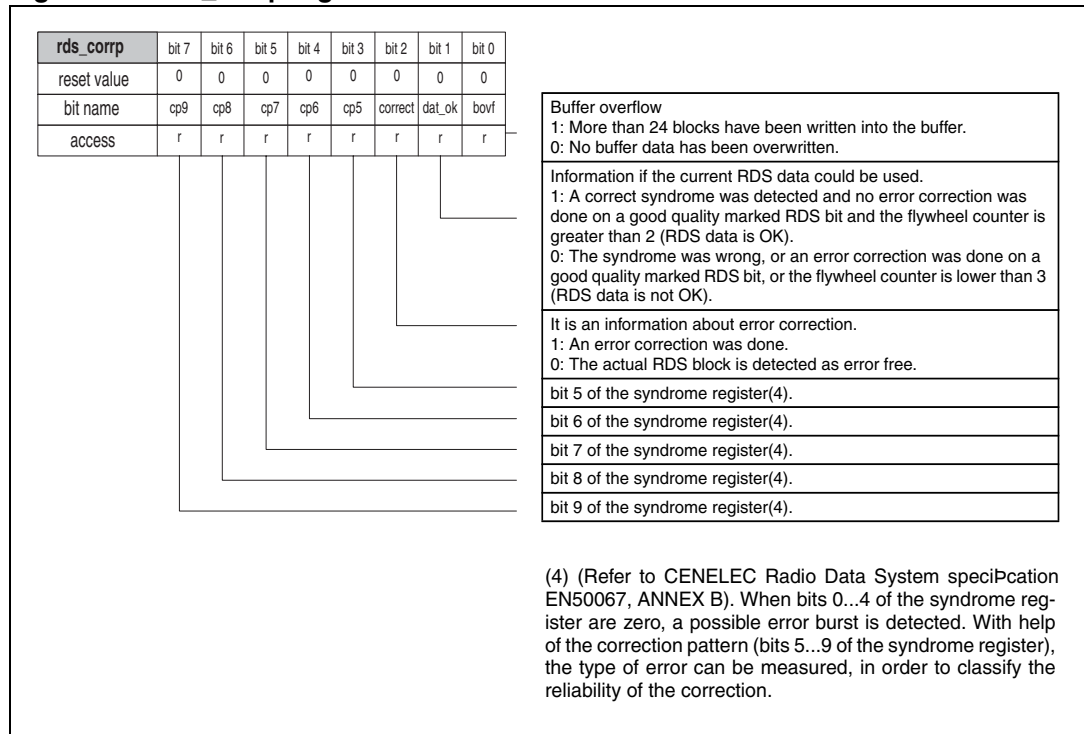 rds_corrp bit 7 bit 6 bit 5 bit 4 bit 3 bit 2 bit 1 bit 0
reset value 0 0 0 0 0 0 0 0
bit name cp9 cp8 cp7 cp6 cp5 correct dat_ok bovf
access r r r r r r r r
Buffer overflow
1: More than 24 blocks have been written into the buffer.
0: No buffer data has been overwritten.
Information if the current RDS data could be used.
1: A correct syndrome was detected and no error correction was
done on a good quality marked RDS bit and the flywheel counter is
greater than 2 (RDS data is OK).
0: The syndrome was wrong, or an error correction was done on a
good quality marked RDS bit, or the flywheel counter is lower than 3
(RDS data is not OK).
It is an information about error correction.
1: An error correction was done.
0: The actual RDS block is detected as error free.
bit 5 of the syndrome register(4).
bit 6 of the syndrome register(4).
bit 7 of the syndrome register(4).
bit 8 of the syndrome register(4).
bit 9 of the syndrome register(4).
(4) (Refer to CENELEC Radio Data System speciÞcation
EN50067, ANNEX B). When bits 0...4 of the syndrome reg-
ister are zero, a possible error burst is detected. With help
of the correction pattern (bits 5...9 of the syndrome register),
the type of error can be measured, in order to classify the
reliability of the correction.